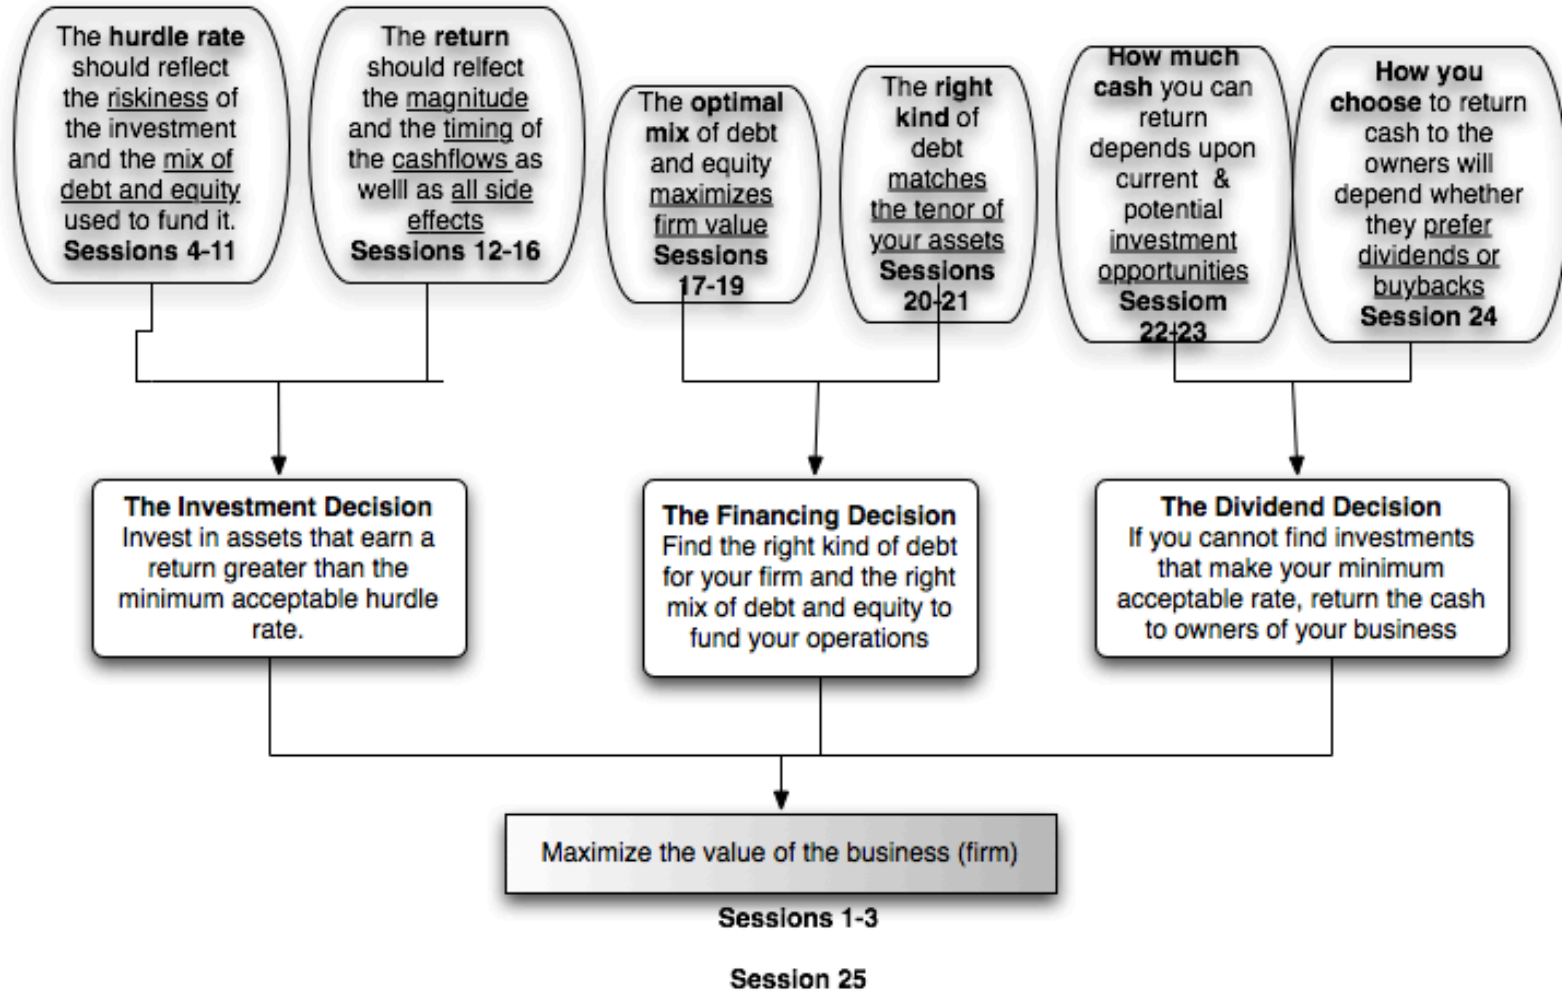 The hurdle rate
should reflect
the riskiness of
the investment
and the mix of
debt and equity
used to fund it.
Sessions 4-11
The return
should relfect
the magnitude
and the timing of
the cashflows as
welll as all side
effects
Sessions 12-16
The optimal
mix of debt
and equity
maximizes
firm value
Sessions
17-19
The right
kind of
debt
matches
the tenor of
your assets
Sessions
20-21
How much
cash you can
return
depends upon
current &
potential
investment
opportunities
Sessiom
22-23
How you
choose to return
cash to the
owners will
depend whether
they prefer
dividends or
buybacks
Session 24
The Investment Decision
Invest in assets that earn a
return greater than the
minimum acceptable hurdle
rate.
The Financing Decision
Find the right kind of debt
for your firm and the right
mix of debt and equity to
fund your operations
The Dividend Decision
If you cannot find investments
that make your minimum
acceptable rate, return the cash
to owners of your business
Maximize the value of the business (firm)
Sessions 1-3
Session 25